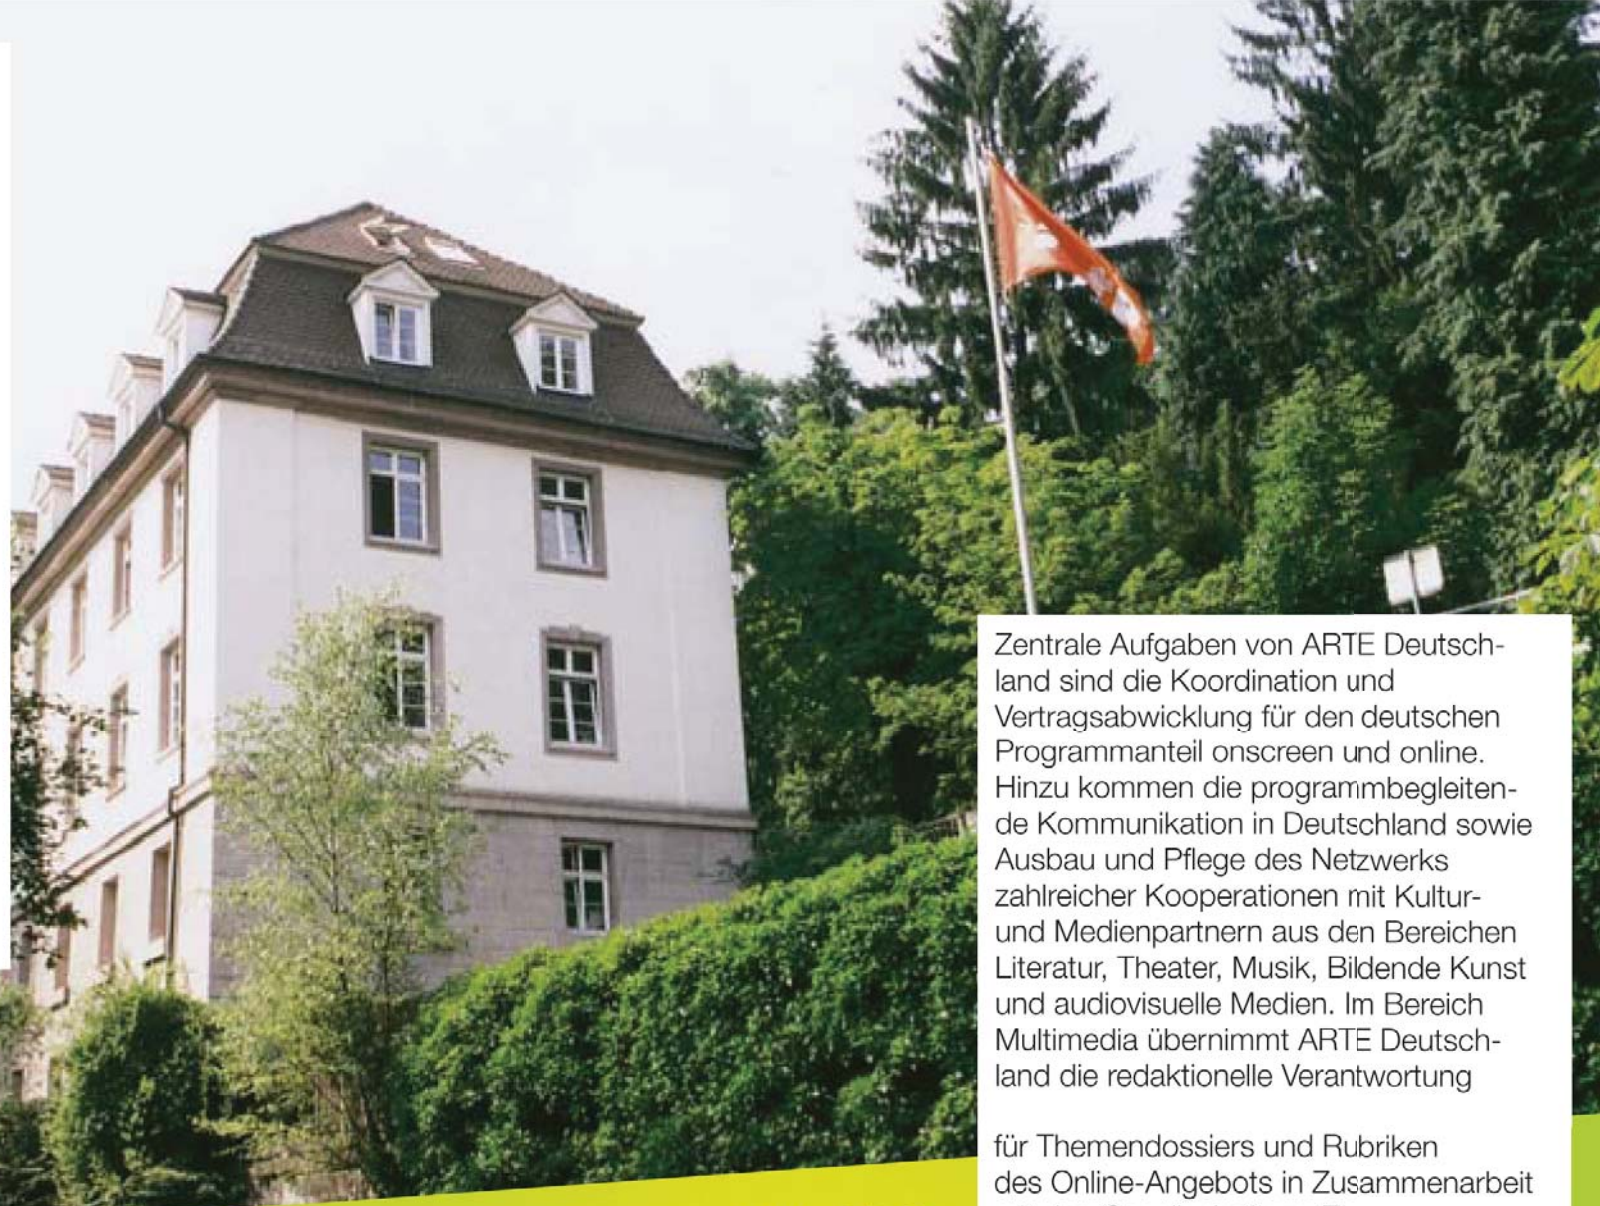 Zentrale Aufgaben von ARTE Deutsch-
land sind die Koordination und
Vertragsabwicklung für den deutschen
Programmanteil onscreen und online.
Hinzu kommen die programmbegleiten-
de Kommunikation in Deutschland sowie
Ausbau und Pflege des Netzwerks
zahlreicher Kooperationen mit Kultur-
und Medienpartnern aus den Bereichen
Literatur, Theater, Musik, Bildende Kunst
und audiovisuelle Medien. Im Bereich
Multimedia übernimmt ARTE Deutsch-
land die redaktionelle Verantwortung
für Themendossiers und Rubriken
des Online-Angebots in Zusammenarbeit